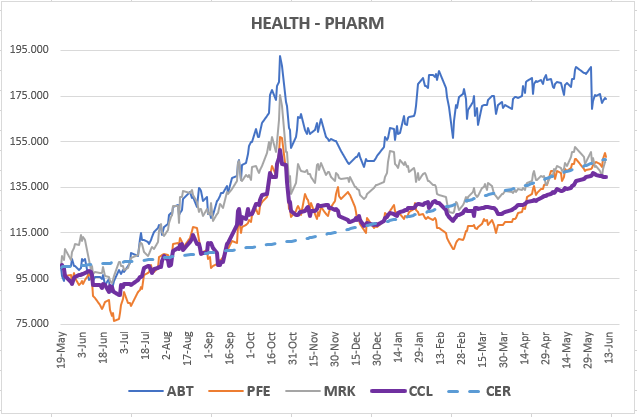 HEALTH - PHARM
195.000
175.000
155.000
135.000
115.000
95.000
75.000
19-May
3-Jun
18-Jun
3-Jul
18-Jul
2-Aug
17-Aug
1-Sep
16-Sep
1-Oct
16-Oct
31-Oct
15-Nov
30-Nov
15-Dec
30-Dec
14-Jan
29-Jan
13-Feb
28-Feb
15-Mar
30-Mar
14-Apr
29-Apr
14-May
29-May
13-Jun
ABT PFE MRK CCL CER